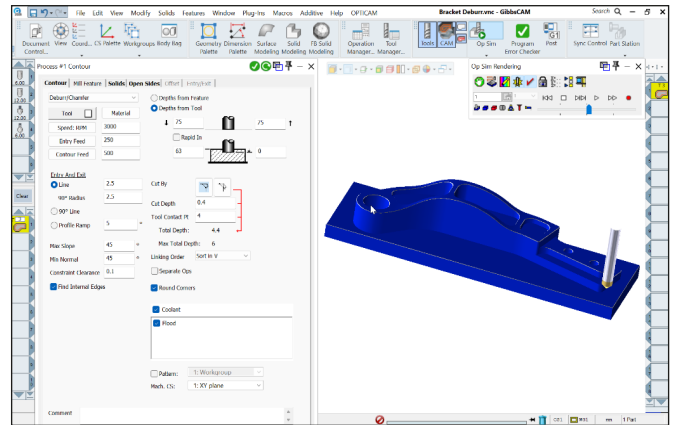 File Edit View Modify Solids Features Window Plug-Ins Macros Additive Help OPTICAM
Bracket Deburr.vnc - GibbsCAM
Search
Document Control...
View
Coord...
CS Palette
Workgroups
Body Bag
Geometry Palette
Dimension Palette
Surface Modeling
Solid Modeling
FB Solid Modeling
Operation Manager...
Tool Manager...
Tools
CAM
Op Sim
Program Error Checker
Post
Sync Control
Part Station
Process #1 Contour
Contour Mill Feature Solids Open Sides Offset Entry/Exit
Deburr/Chamfer
Depths from Feature
Depths from Tool
Tool
Material
75
75
Speed: RPM 3000
Rapid In
Entry Feed 250
63
0
Contour Feed 500
Entry And Exit
Line 2.5
90° Radius 2.5
90° Line
Profile Ramp 5 °
Cut By
Cut Depth 0.4
Tool Contact Pt 4
Total Depth: 4.4
Max Total Depth: 6
Max Slope 45 °
Min Normal 45 °
Constraint Clearance 0.1
Linking Order Sort in V
Separate Ops
Find Internal Edges
Round Corners
Coolant
Flood
Pattern: 1: Workgroup
Mach. CS: 1: XY plane
Comment
Clear
Op Sim Rendering
1
1 Part